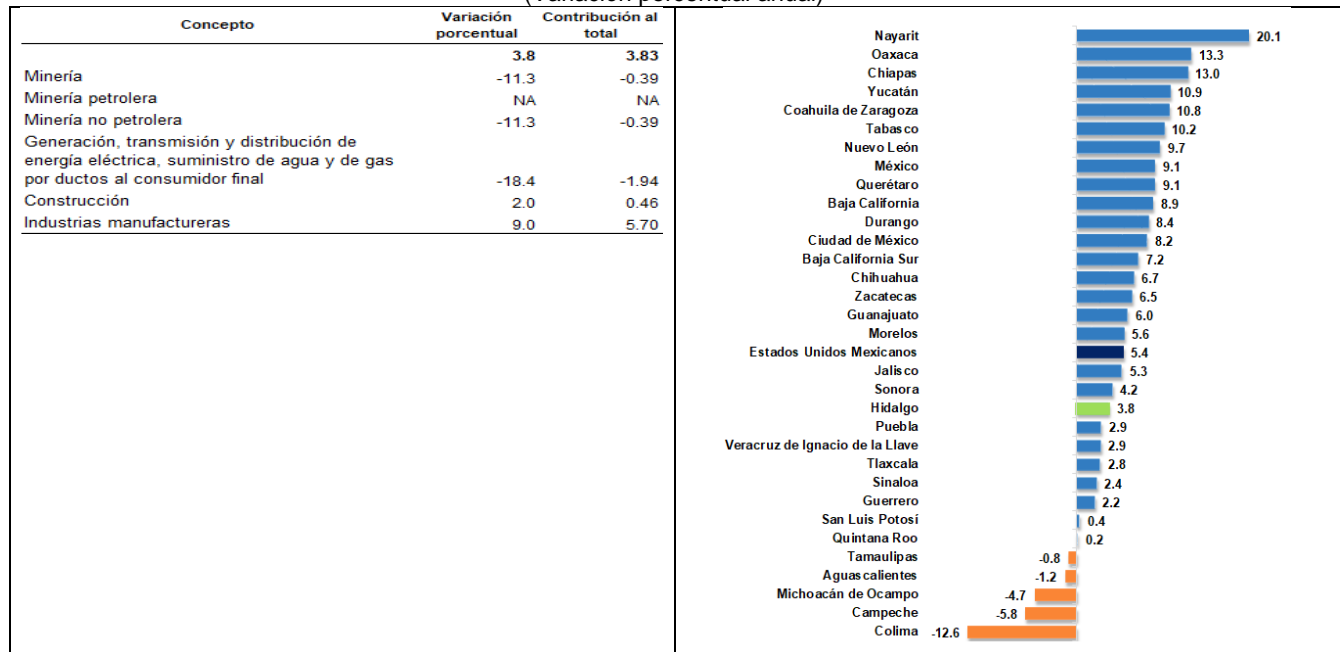 (Variación porcentual anual)
Concepto Variación porcentual Contribución al total
3.8 3.83
Minería -11.3 -0.39
Minería petrolera NA NA
Minería no petrolera -11.3 -0.39
Generación, transmisión y distribución de
energía eléctrica, suministro de agua y de gas
por ductos al consumidor final -18.4 -1.94
Construcción 2.0 0.46
Industrias manufactureras 9.0 5.70
Nayarit 20.1
Oaxaca 13.3
Chiapas 13.0
Yucatán 10.9
Coahuila de Zaragoza 10.8
Tabasco 10.2
Nuevo León 9.7
México 9.1
Querétaro 9.1
Baja California 8.9
Durango 8.4
Ciudad de México 8.2
Baja California Sur 7.2
Chihuahua 6.7
Zacatecas 6.5
Guanajuato 6.0
Morelos 5.6
Estados Unidos Mexicanos 5.4
Jalisco 5.3
Sonora 4.2
Hidalgo 3.8
Puebla 2.9
Veracruz de Ignacio de la Llave 2.9
Tlaxcala 2.8
Sinaloa 2.4
Guerrero 2.2
San Luis Potosí 0.4
Quintana Roo 0.2
Tamaulipas -0.8
Aguascalientes -1.2
Michoacán de Ocampo -4.7
Campeche -5.8
Colima -12.6